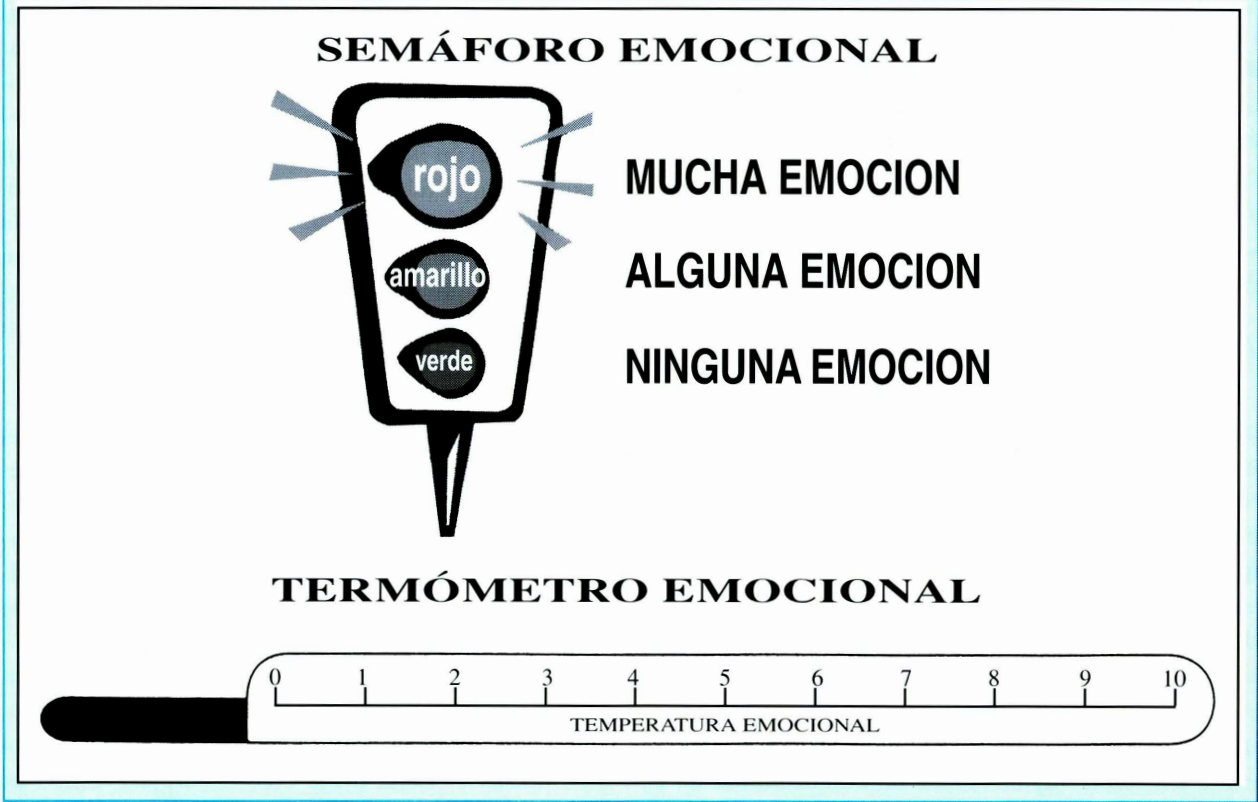 SEMÁFORO EMOCIONAL
rojo
MUCHA EMOCION
amarillo
ALGUNA EMOCION
verde
NINGUNA EMOCION
TERMÓMETRO EMOCIONAL
0 1 2 3 4 5 6 7 8 9 10
TEMPERATURA EMOCIONAL